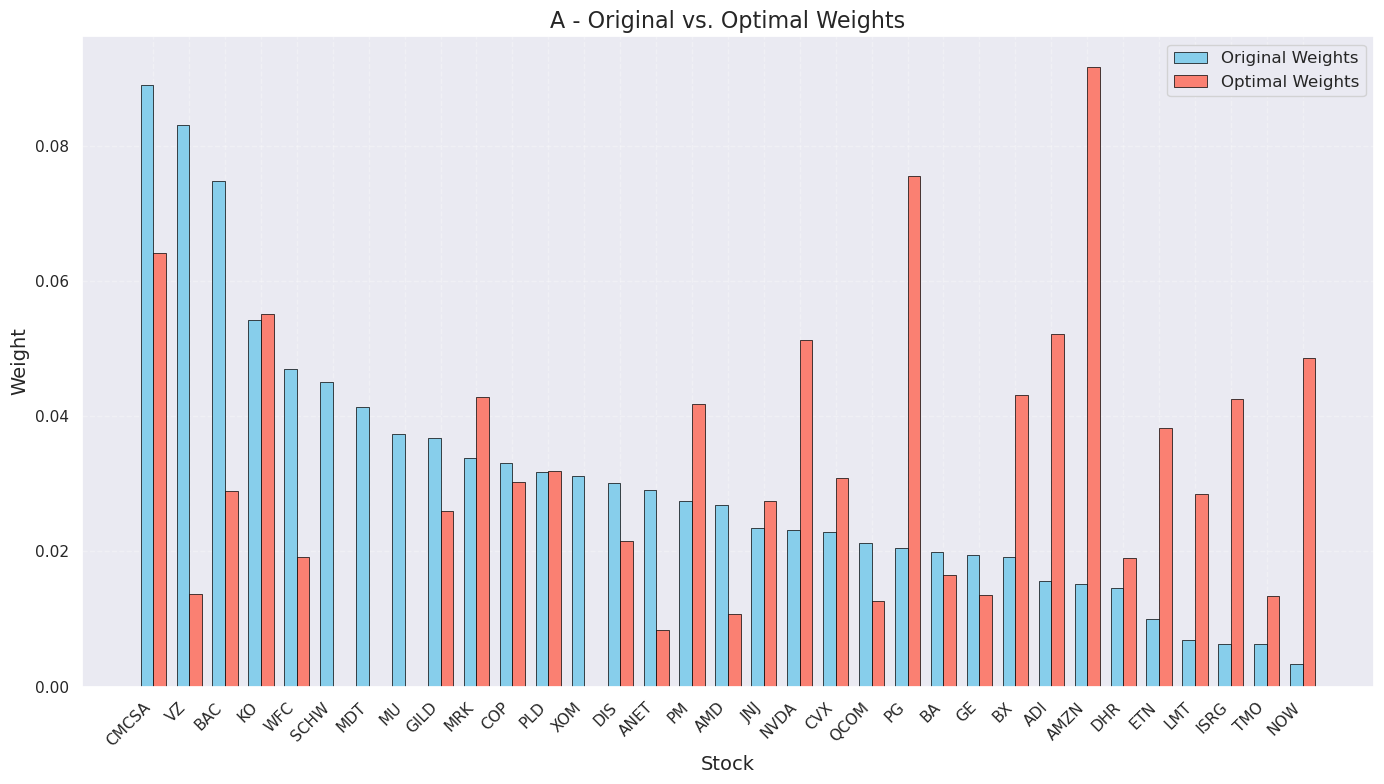 A - Original vs. Optimal Weights
Original Weights
Optimal Weights
Weight
0.08
0.06
0.04
0.02
0.00
CMCSA
VZ
BAC
KO
WFC
SCHW
MDT
MU
GILD
MRK
COP
PLD
XOM
DIS
ANET
PM
AMD
JNJ
NVDA
CVX
QCOM
PG
BA
GE
BX
ADI
AMZN
DHR
ETN
LMT
ISRG
TMO
NOW
Stock